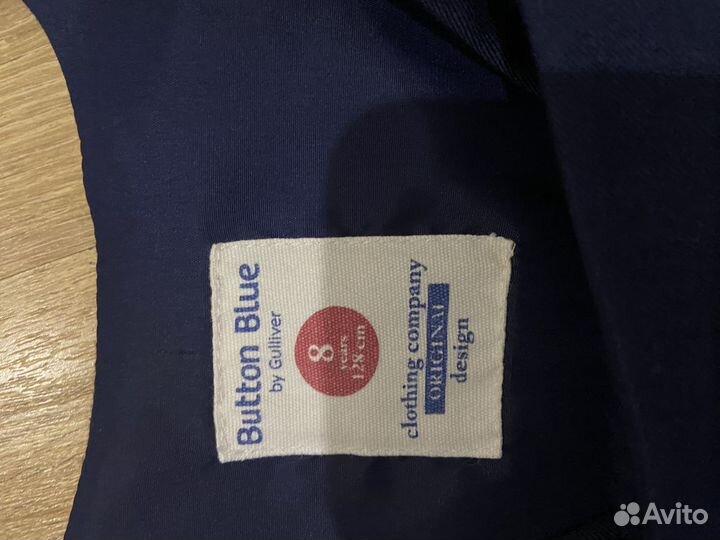 Button Blue
by Gulliver
8
years
128 cm
clothing company
ORIGINAL
design
Avito